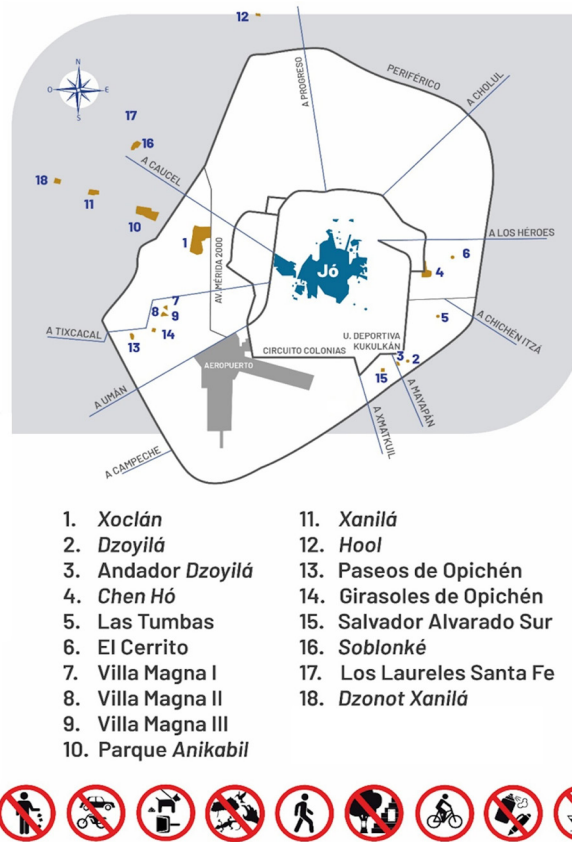 12
N
O
E
S
17
16
18
11
10
1
A PROGRESO
PERIFÉRICO
A CHOLUL
A CAUCEL
AV. MÉRIDA 2000
Jó
A LOS HÉROES
6
4
7
8
9
14
13
A TIXCACAL
5
A CHICHÉN ITZÁ
U. DEPORTIVA
KUKULKÁN
CIRCUITO COLONIAS
AEROPUERTO
3
2
15
A UMÁN
A MAYAPÁN
A XMATKUIL
A CAMPECHE
1. Xoclán
2. Dzoyilá
3. Andador Dzoyilá
4. Chen Hó
5. Las Tumbas
6. El Cerrito
7. Villa Magna I
8. Villa Magna II
9. Villa Magna III
10. Parque Anikabil
11. Xanilá
12. Hool
13. Paseos de Opichén
14. Girasoles de Opichén
15. Salvador Alvarado Sur
16. Soblonké
17. Los Laureles Santa Fe
18. Dzonot Xanilá